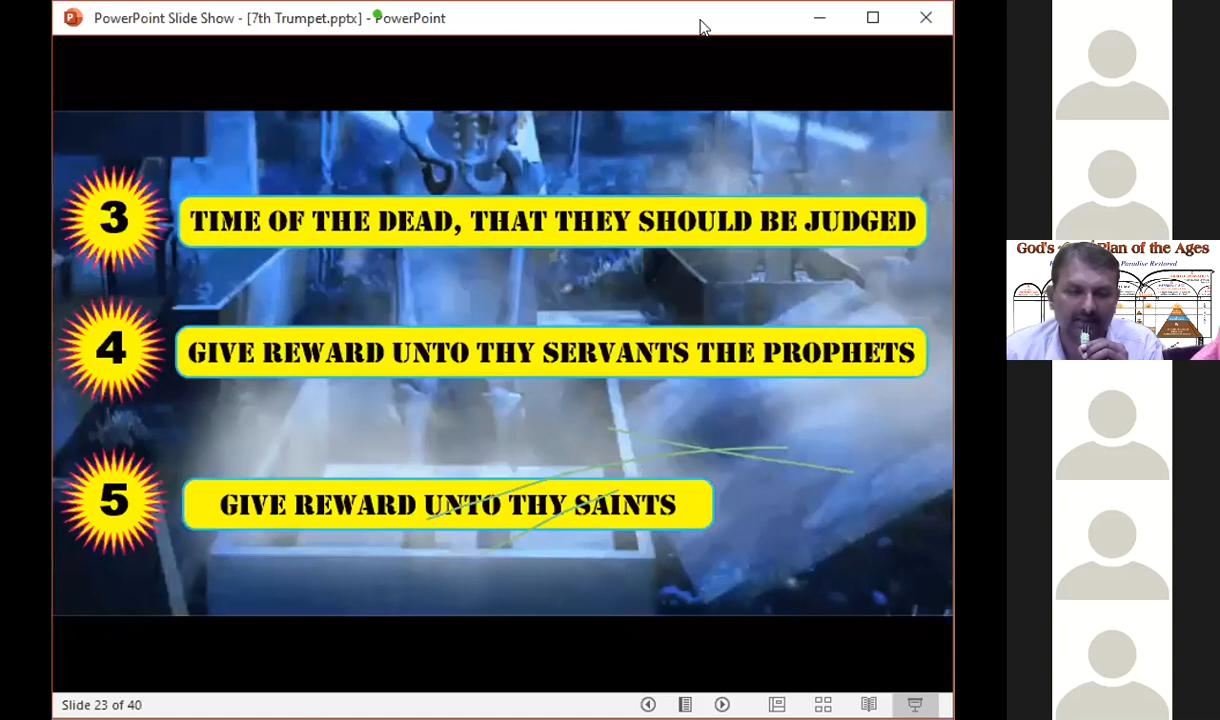 PowerPoint Slide Show - [7th Trumpet.pptx] - PowerPoint
3
TIME OF THE DEAD, THAT THEY SHOULD BE JUDGED
4
GIVE REWARD UNTO THY SERVANTS THE PROPHETS
5
GIVE REWARD UNTO THY SAINTS
Slide 23 of 40
God's Plan of the Ages
Paradise Restored